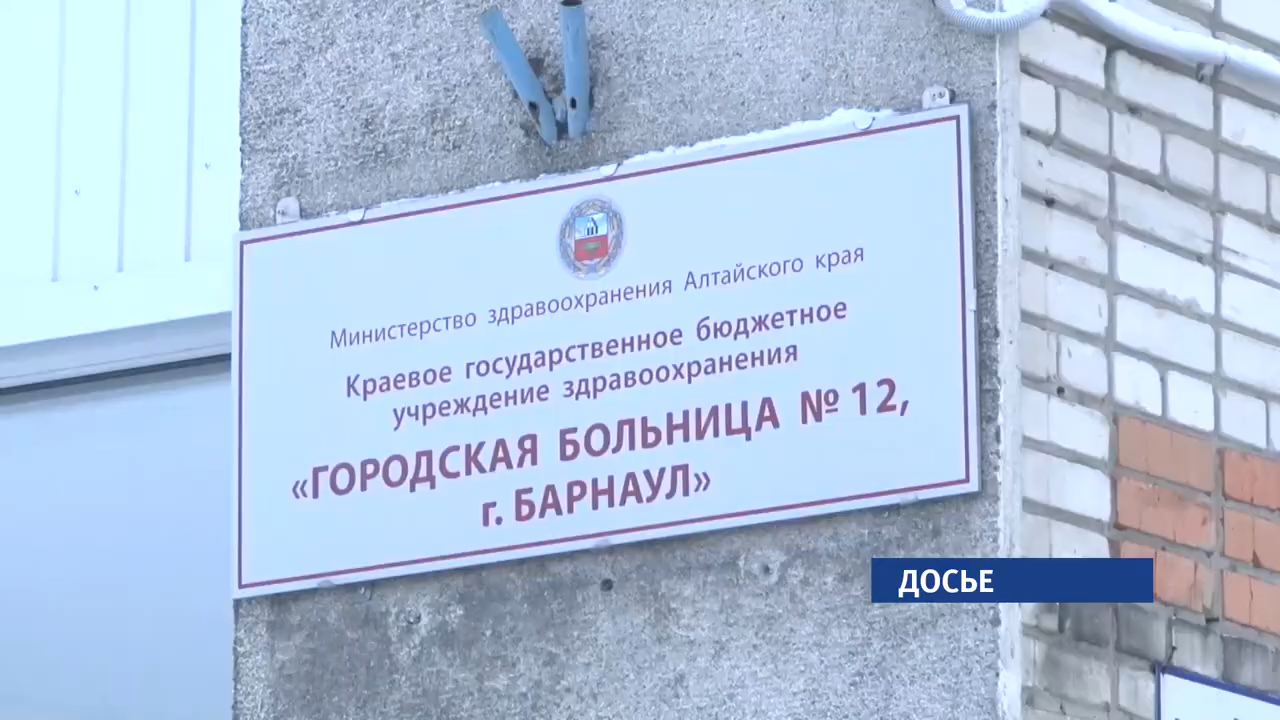 Министерство здравоохранения Алтайского края
Краевое государственное бюджетное
учреждение здравоохранения
«ГОРОДСКАЯ БОЛЬНИЦА № 12,
г. БАРНАУЛ»
ДОСЬЕ